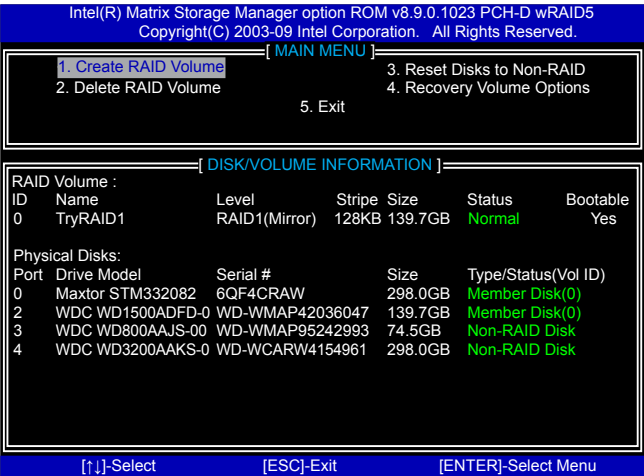 Intel(R) Matrix Storage Manager option ROM v8.9.0.1023 PCH-D wRAID5
Copyright(C) 2003-09 Intel Corporation. All Rights Reserved.
[ MAIN MENU ]
1. Create RAID Volume 3. Reset Disks to Non-RAID
2. Delete RAID Volume 4. Recovery Volume Options
5. Exit
[ DISK/VOLUME INFORMATION ]
RAID Volume :
ID Name Level Stripe Size Status Bootable
0 TryRAID1 RAID1(Mirror) 128KB 139.7GB Normal Yes
Physical Disks:
Port Drive Model Serial # Size Type/Status(Vol ID)
0 Maxtor STM332082 6QF4CRAW 298.0GB Member Disk(0)
2 WDC WD1500ADFD-0 WD-WMAP42036047 139.7GB Member Disk(0)
3 WDC WD800AAJS-00 WD-WMAP95242993 74.5GB Non-RAID Disk
4 WDC WD3200AAKS-0 WD-WCARW4154961 298.0GB Non-RAID Disk
[↑↓]-Select [ESC]-Exit [ENTER]-Select Menu